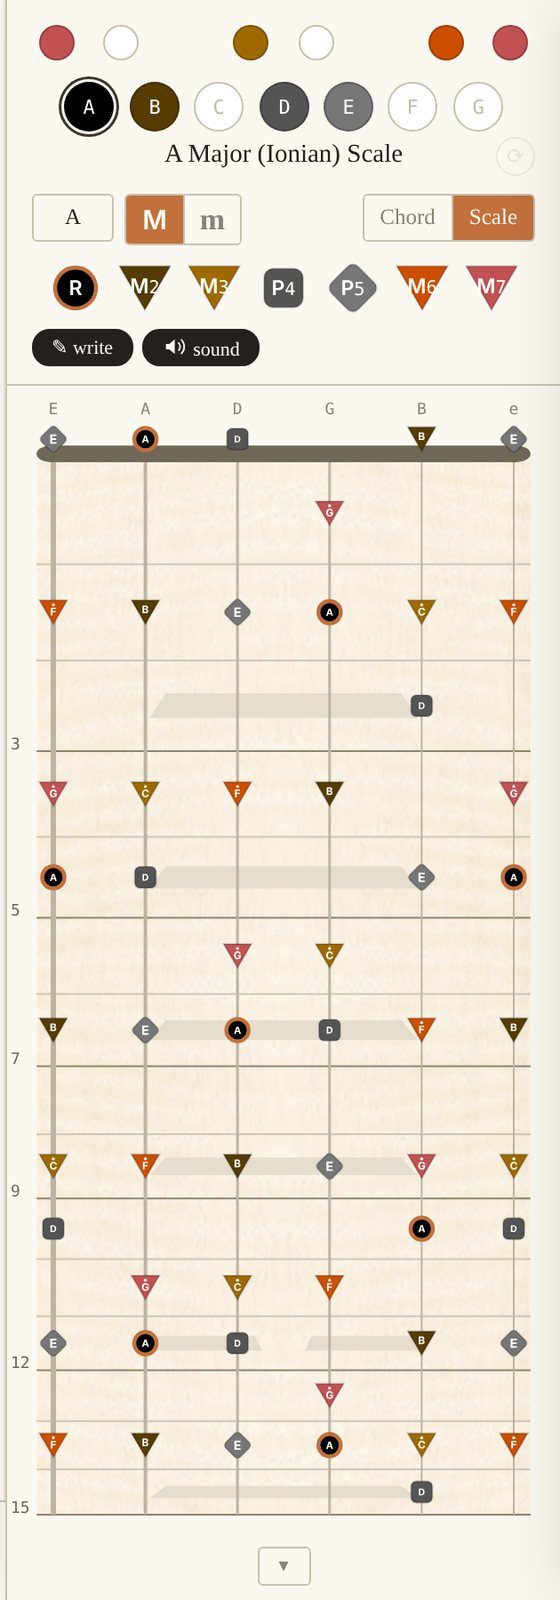 A B C D E F G
A Major (Ionian) Scale
⟳
A M m Chord Scale
R M2 M3 P4 P5 M6 M7
✎ write sound
E A D G B e
E A D B E
G
F B E A C F
D
3
G C F B G
A D E A
5
G C
B E A D F B
7
C F B E G C
9
D A D
G C F
E A D B E
12
G
F B E A C F
D
15
▼